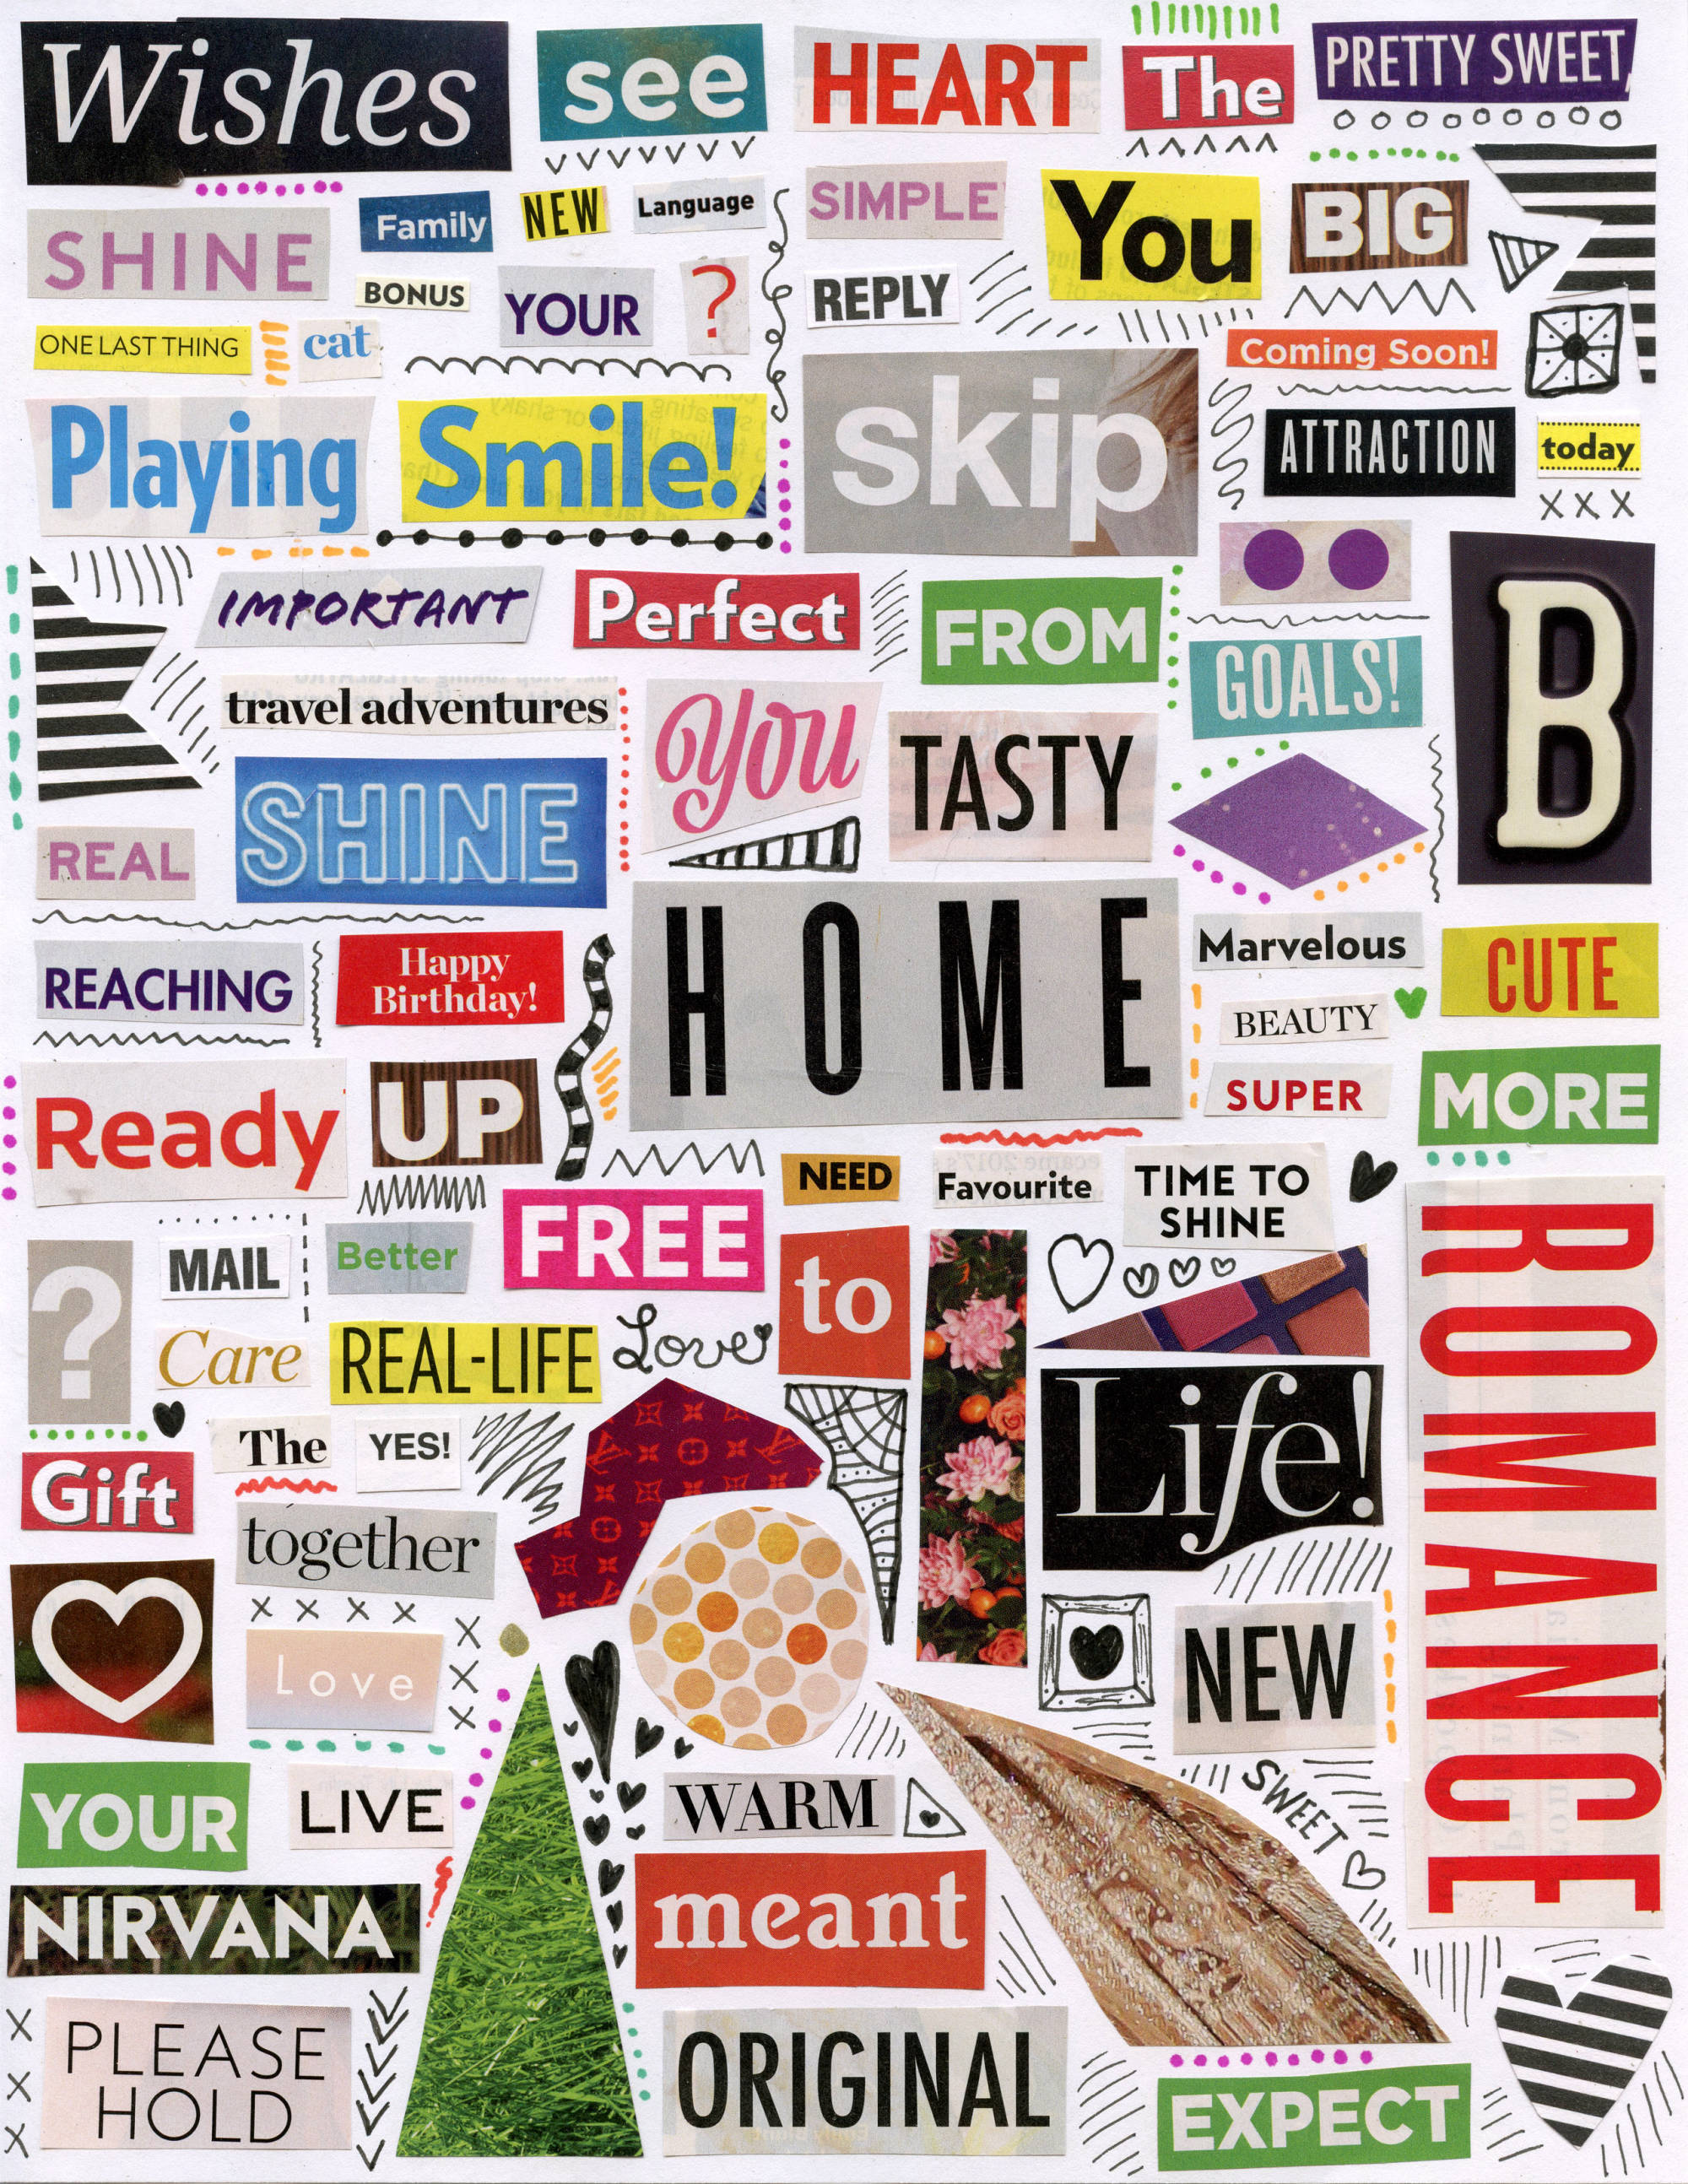 Wishes
see
HEART
The
PRETTY SWEET,
SHINE
Family
NEW
Language
SIMPLE
You
BIG
BONUS
YOUR
?
REPLY
ONE LAST THING
cat
Coming Soon!
Playing
Smile!
skip
ATTRACTION
today
IMPORTANT
Perfect
FROM
GOALS!
B
travel adventures
you
TASTY
SHINE
REAL
HOME
Marvelous
CUTE
REACHING
Happy
Birthday!
BEAUTY
SUPER
MORE
Ready
UP
NEED
Favourite
TIME TO
SHINE
ROMANCE
?
MAIL
Better
FREE
to
Care
REAL-LIFE
Love
Life!
The
YES!
Gift
together
Love
NEW
YOUR
LIVE
WARM
SWEET
NIRVANA
meant
PLEASE
HOLD
ORIGINAL
EXPECT